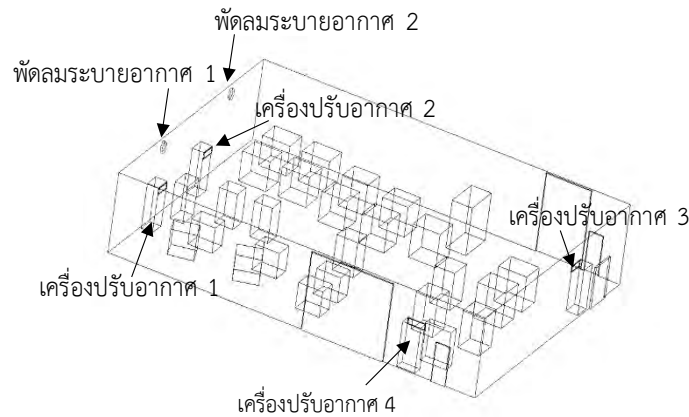 พัดลมระบายอากาศ 2
พัดลมระบายอากาศ 1
เครื่องปรับอากาศ 2
เครื่องปรับอากาศ 3
เครื่องปรับอากาศ 1
เครื่องปรับอากาศ 4